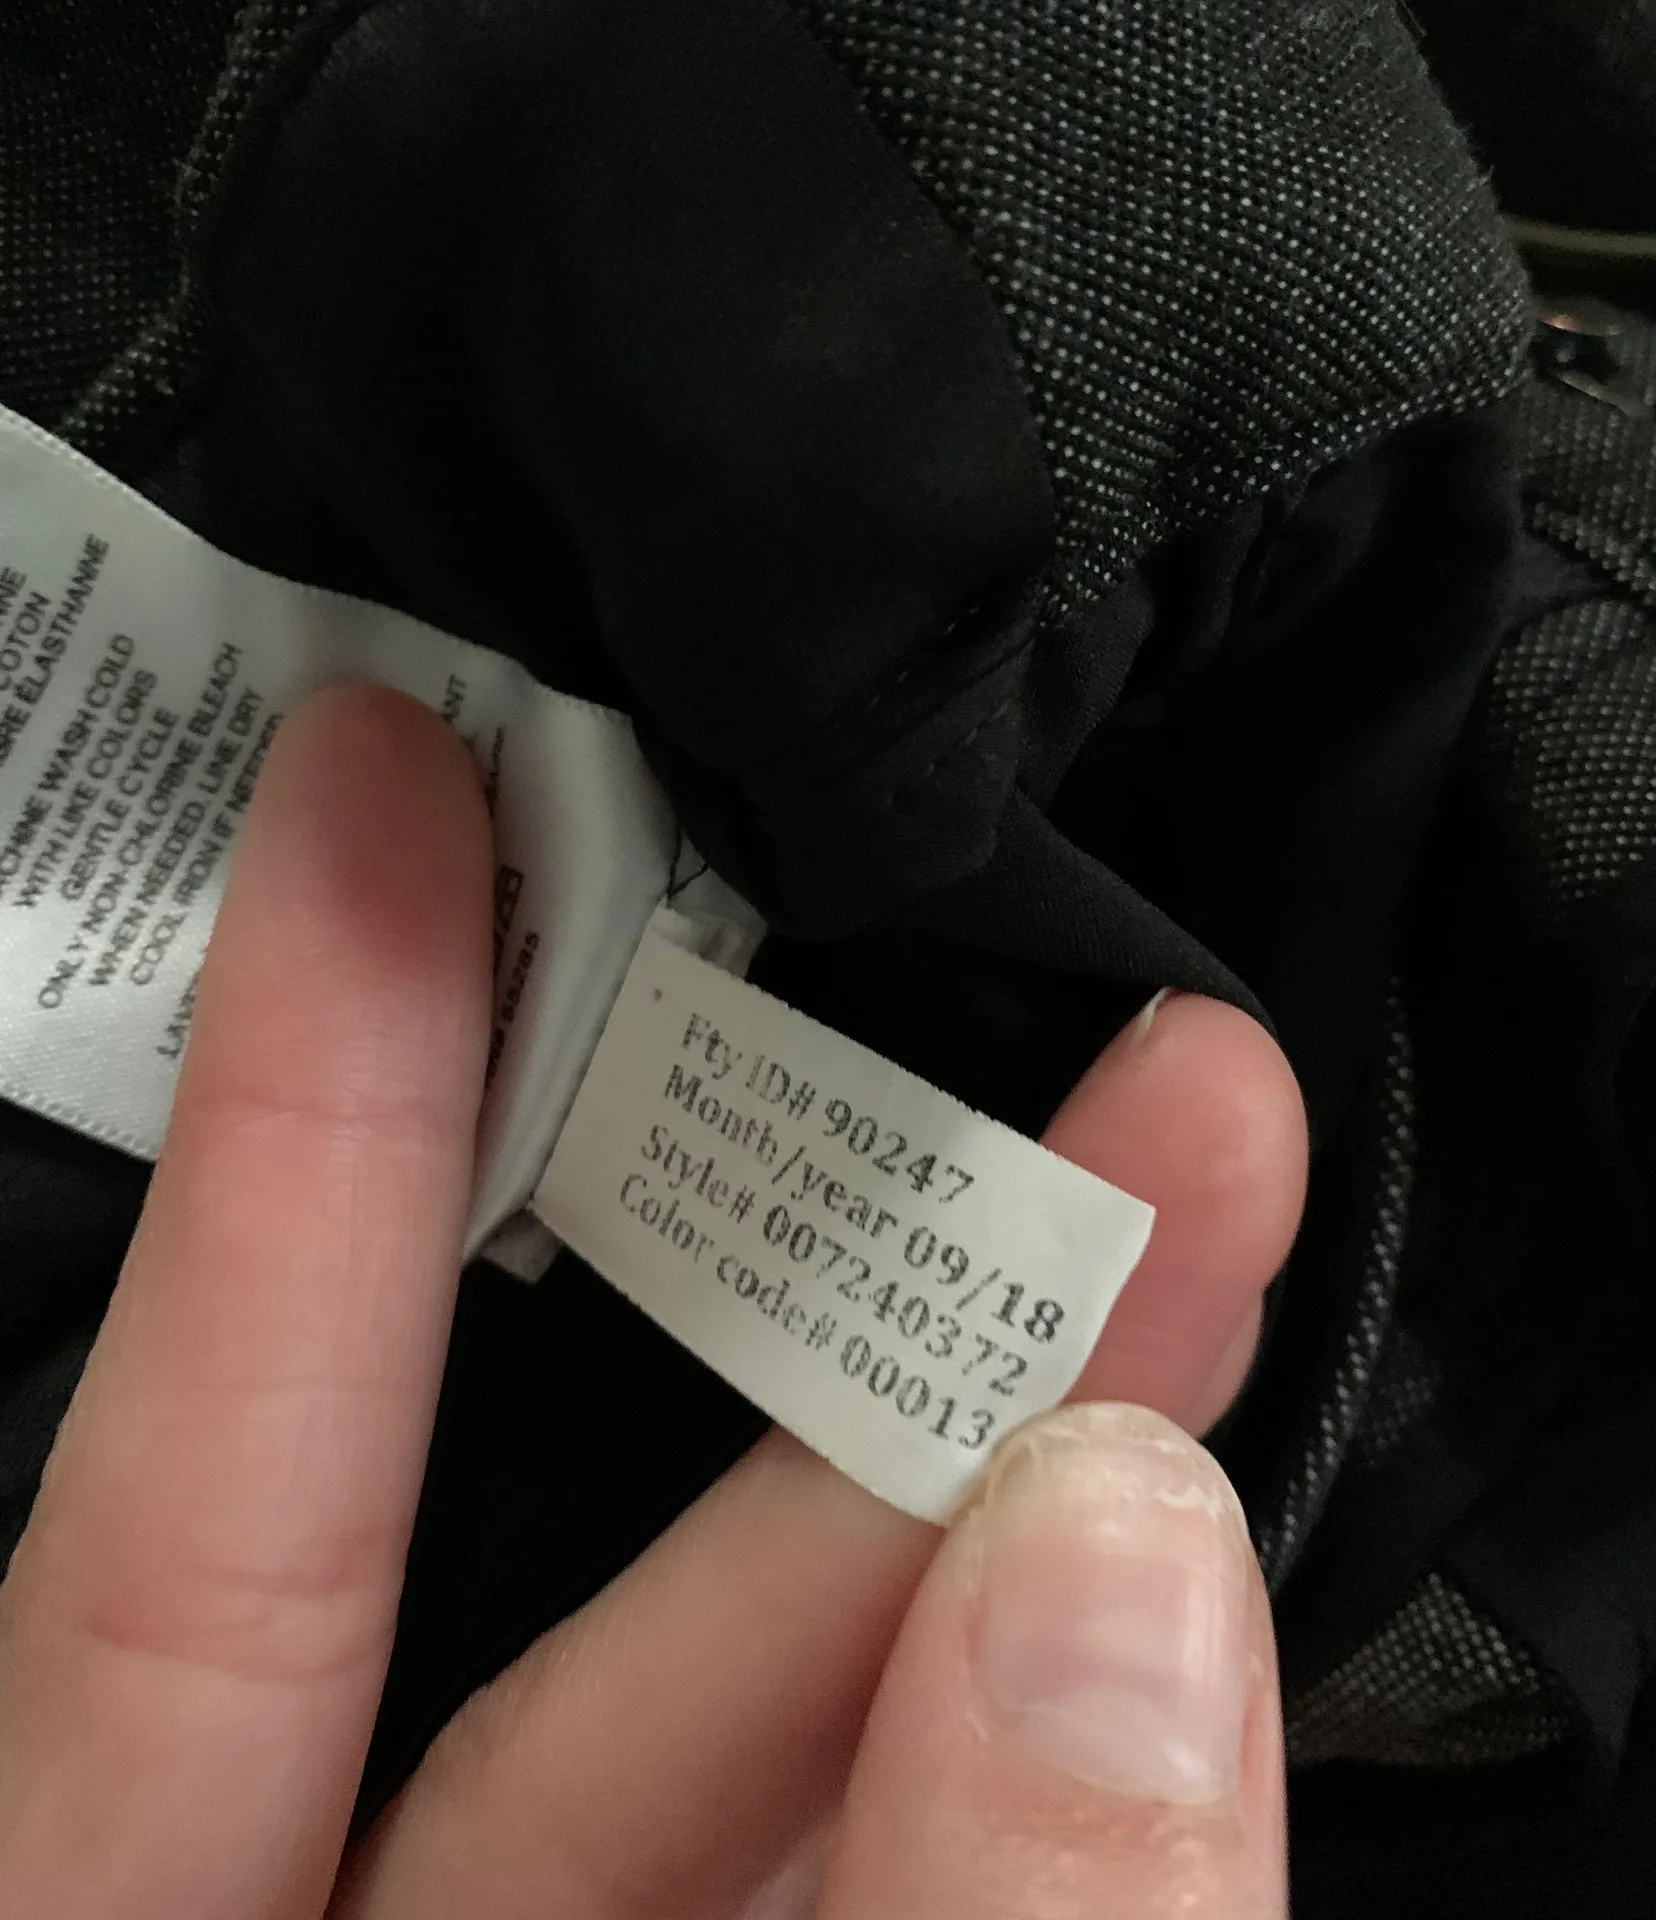 COTON
ÉLASTHANNE
WASH COLD
WITH LIKE COLORS
GENTLE CYCLE
ONLY NON-CHLORINE BLEACH
WHEN NEEDED. LINE DRY
COOL IRON IF NEEDED
Fty ID# 90247
Month/year 09/18
Style# 007240372
Color code# 00013